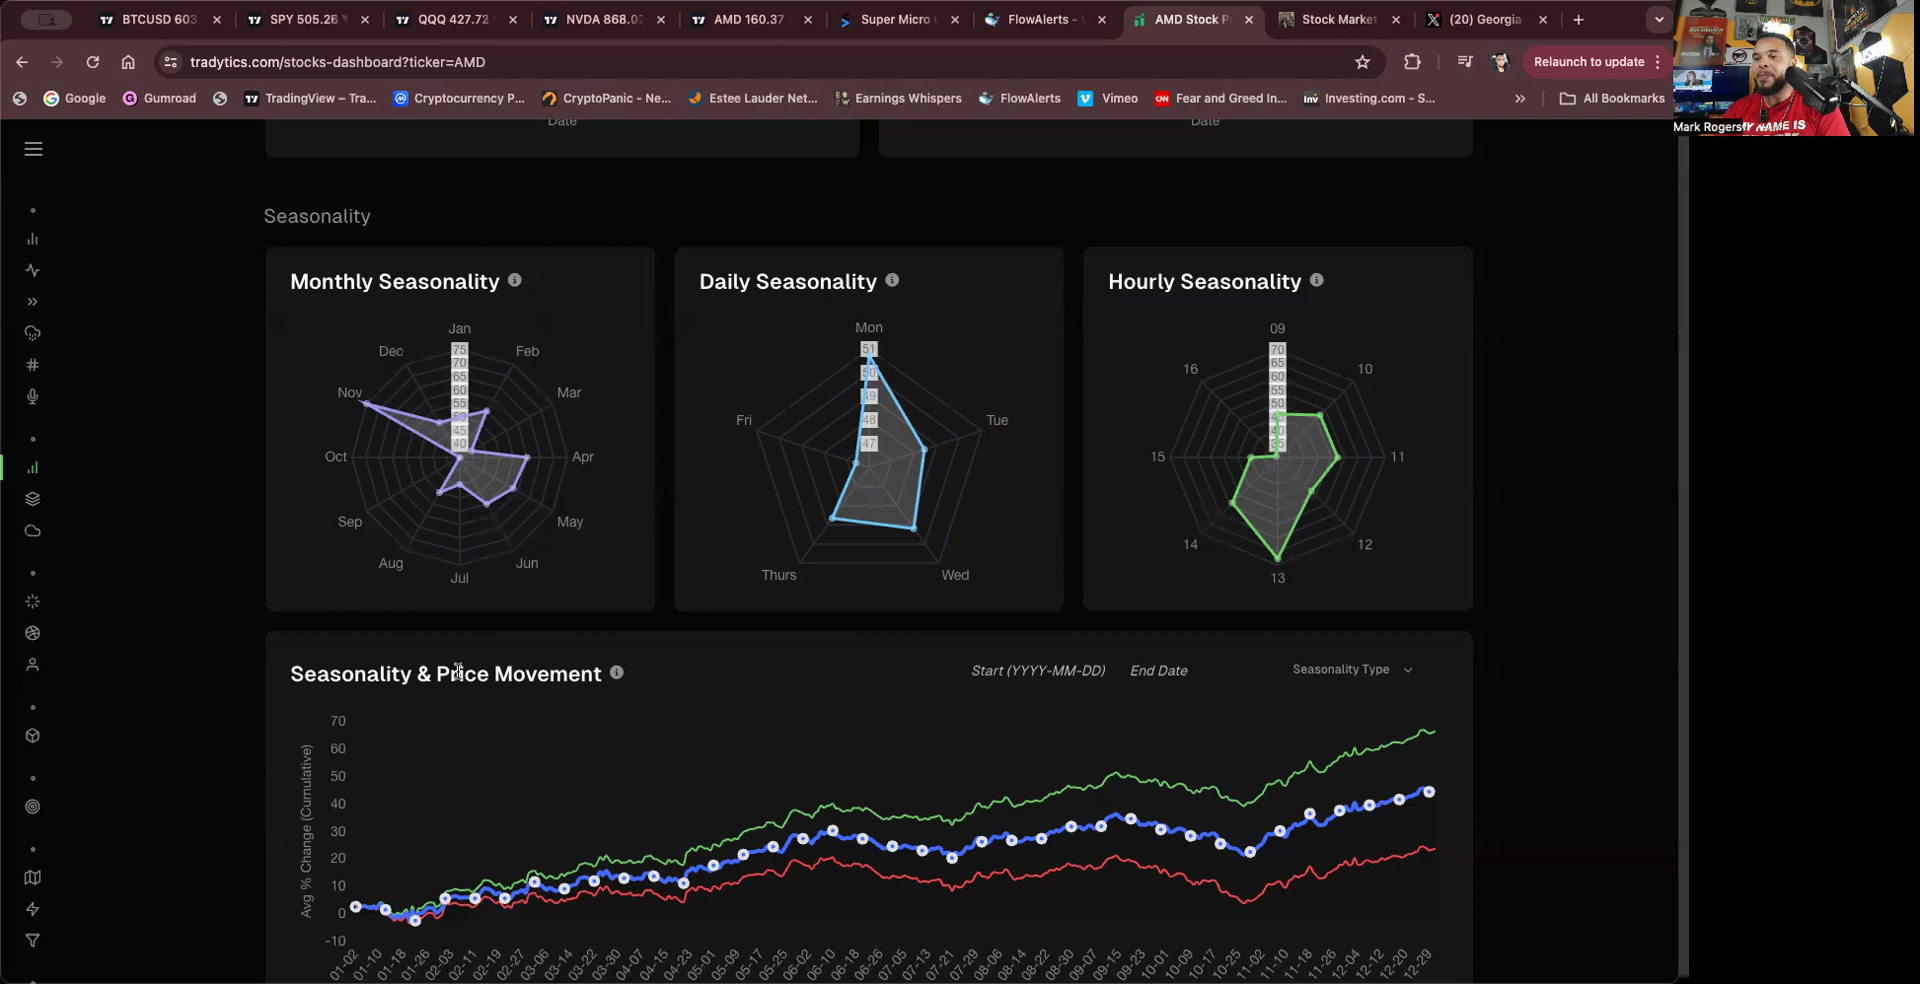 BTCUSD 603
SPY 505.26
QQQ 427.72
NVDA 868.02
AMD 160.37
Super Micro
FlowAlerts -
AMD Stock P
Stock Market
(20) Georgia
tradytics.com/stocks-dashboard?ticker=AMD
Relaunch to update
Google
Gumroad
TradingView – Tra...
Cryptocurrency P...
CryptoPanic - Ne...
Estee Lauder Net...
Earnings Whispers
FlowAlerts
Vimeo
Fear and Greed In...
Investing.com - S...
All Bookmarks
Mark Rogers
Y NAME IS
Date
Date
Seasonality
Monthly Seasonality
Jan
Feb
Mar
Apr
May
Jun
Jul
Aug
Sep
Oct
Nov
Dec
75
70
65
60
55
45
40
Daily Seasonality
Mon
Tue
Wed
Thurs
Fri
51
50
49
48
47
Hourly Seasonality
09
10
11
12
13
14
15
16
70
65
60
55
50
45
40
35
Seasonality & Price Movement
Start (YYYY-MM-DD)
End Date
Seasonality Type
Avg % Change (Cumulative)
70
60
50
40
30
20
10
0
-10
01-02
01-10
01-18
01-26
02-03
02-11
02-19
02-27
03-06
03-14
03-22
03-30
04-07
04-15
04-23
05-01
05-09
05-17
05-25
06-02
06-10
06-18
06-26
07-05
07-13
07-21
07-29
08-06
08-14
08-22
08-30
09-07
09-15
09-23
10-01
10-09
10-17
10-25
11-02
11-10
11-18
11-26
12-04
12-12
12-20
12-29